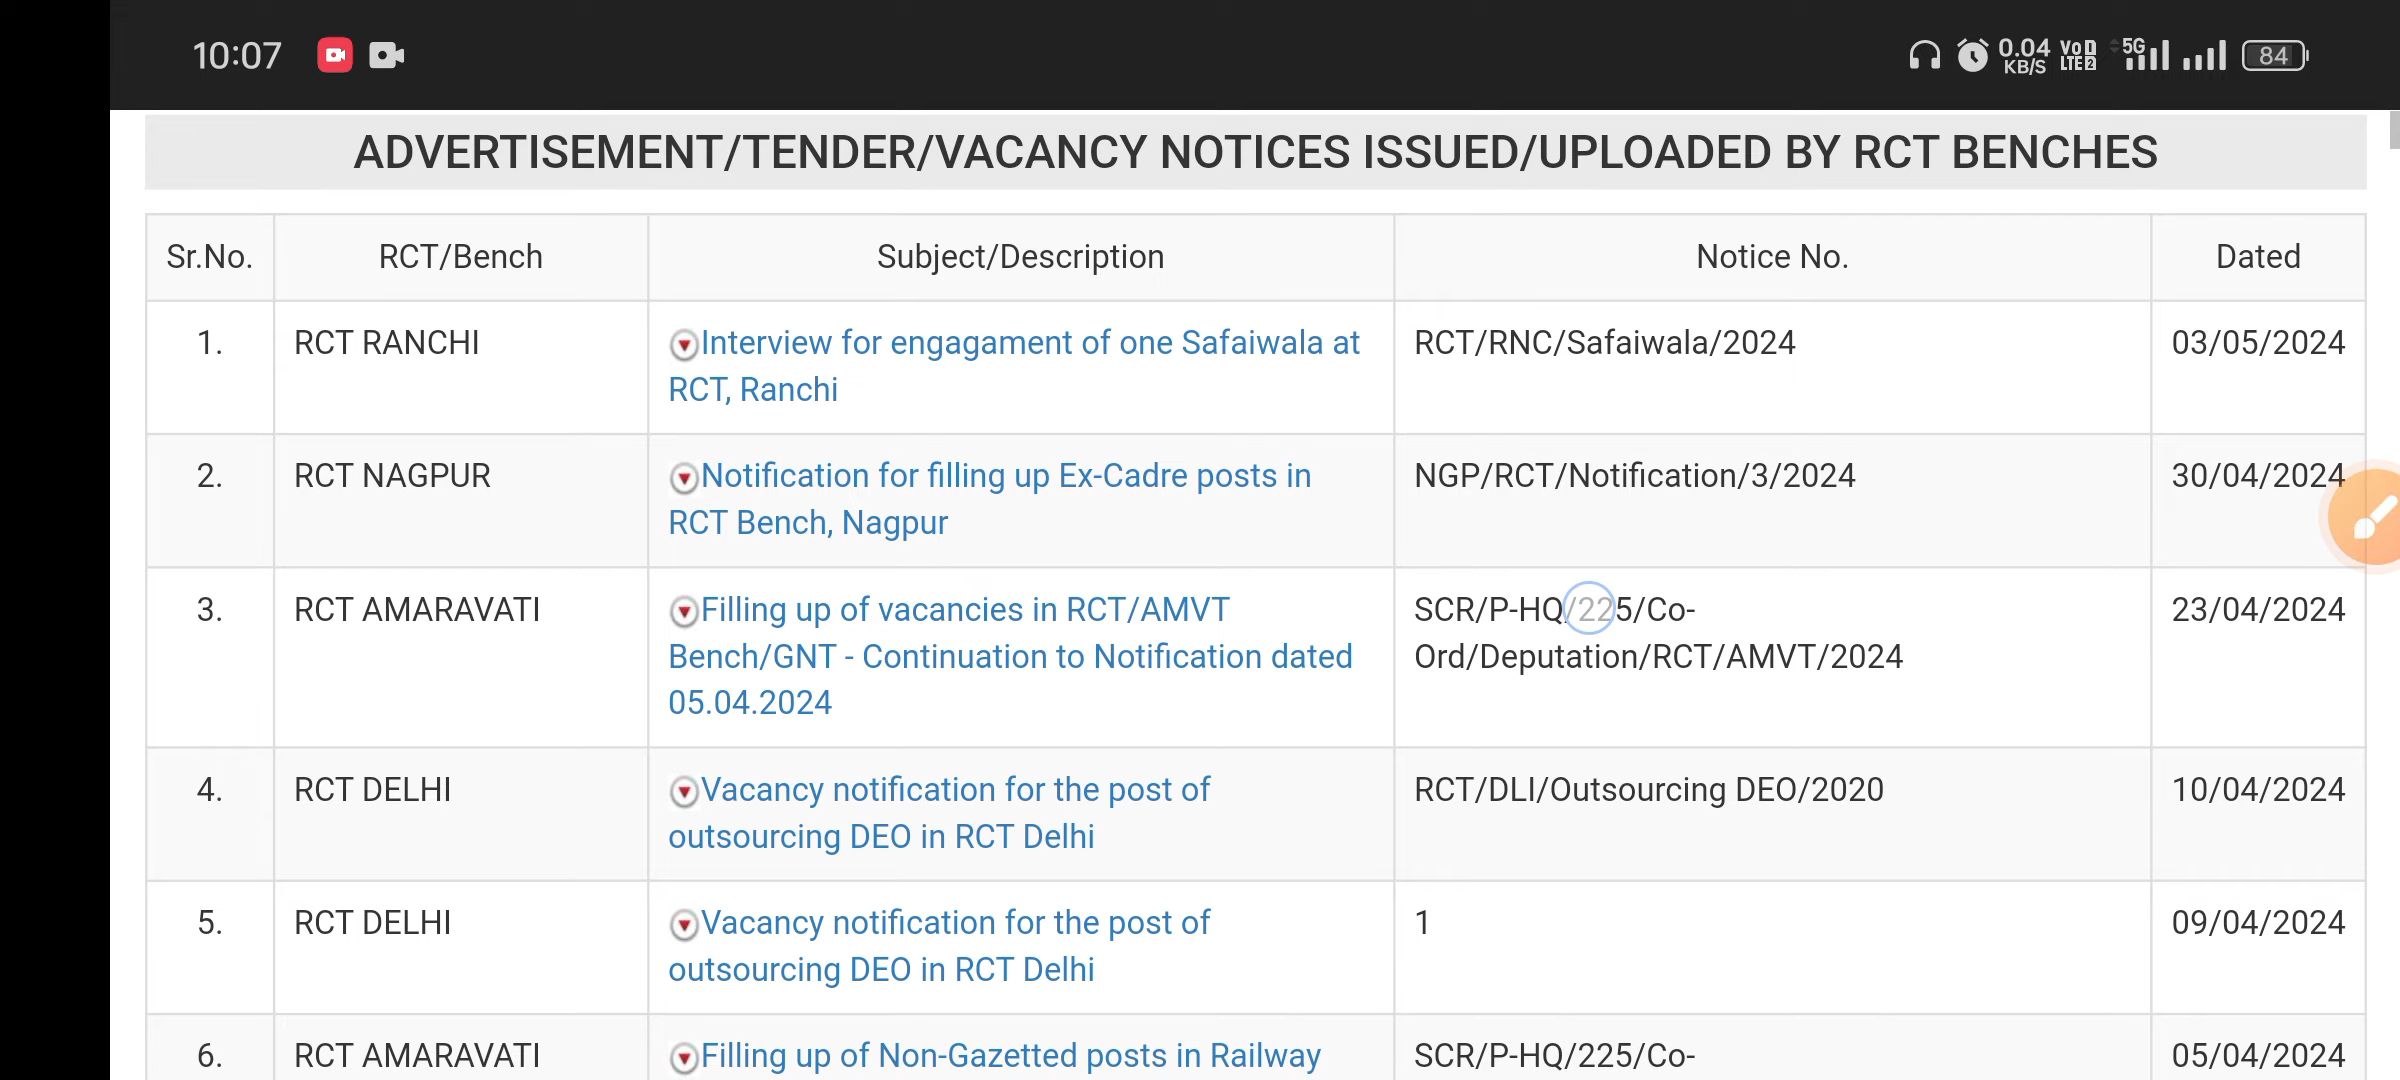 10:07
0.04 KB/S VoD LTE2 5G 84
ADVERTISEMENT/TENDER/VACANCY NOTICES ISSUED/UPLOADED BY RCT BENCHES
Sr.No. RCT/Bench Subject/Description Notice No. Dated
1. RCT RANCHI Interview for engagament of one Safaiwala at RCT/RNC/Safaiwala/2024 03/05/2024
RCT, Ranchi
2. RCT NAGPUR Notification for filling up Ex-Cadre posts in NGP/RCT/Notification/3/2024 30/04/2024
RCT Bench, Nagpur
3. RCT AMARAVATI Filling up of vacancies in RCT/AMVT SCR/P-HQ/225/Co- 23/04/2024
Bench/GNT - Continuation to Notification dated Ord/Deputation/RCT/AMVT/2024
05.04.2024
4. RCT DELHI Vacancy notification for the post of RCT/DLI/Outsourcing DEO/2020 10/04/2024
outsourcing DEO in RCT Delhi
5. RCT DELHI Vacancy notification for the post of 1 09/04/2024
outsourcing DEO in RCT Delhi
6. RCT AMARAVATI Filling up of Non-Gazetted posts in Railway SCR/P-HQ/225/Co- 05/04/2024